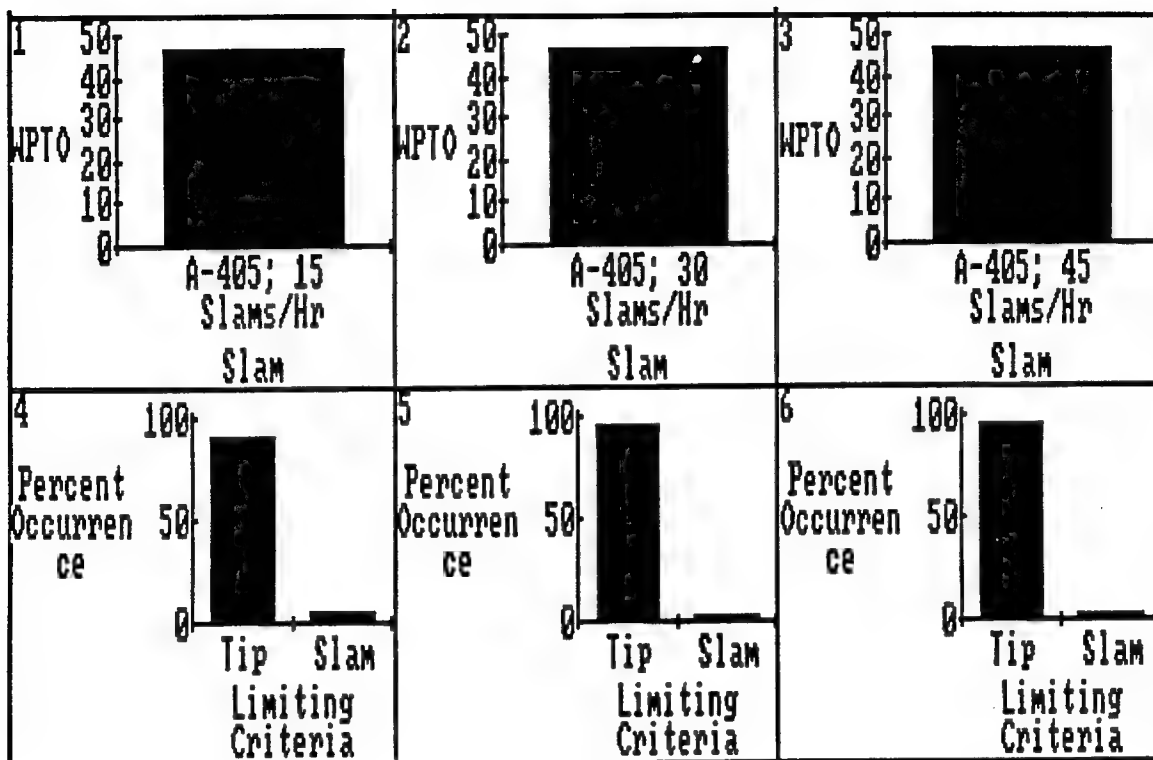 1
50
40
30
20
10
0
WPTO
A-405; 15
Slams/Hr
Slam
2
50
40
30
20
10
0
WPTO
A-405; 30
Slams/Hr
Slam
3
50
40
30
20
10
0
WPTO
A-405; 45
Slams/Hr
Slam
4
100
50
0
Percent
Occurren
ce
Tip Slam
Limiting
Criteria
5
100
50
0
Percent
Occurren
ce
Tip Slam
Limiting
Criteria
6
100
50
0
Percent
Occurren
ce
Tip Slam
Limiting
Criteria